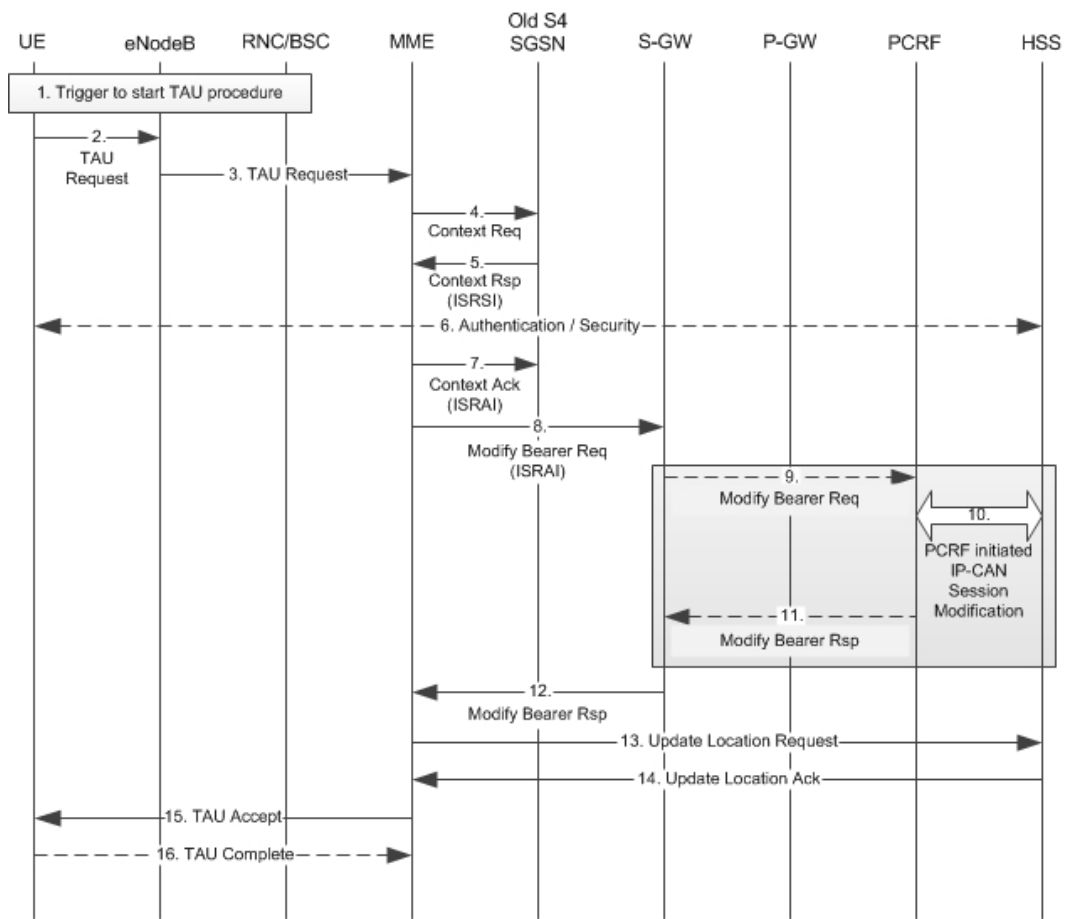 Old S4
UE eNodeB RNC/BSC MME SGSN S-GW P-GW PCRF HSS
1. Trigger to start TAU procedure
2.
TAU
Request
3. TAU Request
4.
Context Req
5.
Context Rsp
(ISRSI)
6. Authentication / Security
7.
Context Ack
(ISRAI)
8.
Modify Bearer Req
(ISRAI)
9.
Modify Bearer Req
10.
PCRF initiated
IP-CAN
Session
Modification
11.
Modify Bearer Rsp
12.
Modify Bearer Rsp
13. Update Location Request
14. Update Location Ack
15. TAU Accept
16. TAU Complete